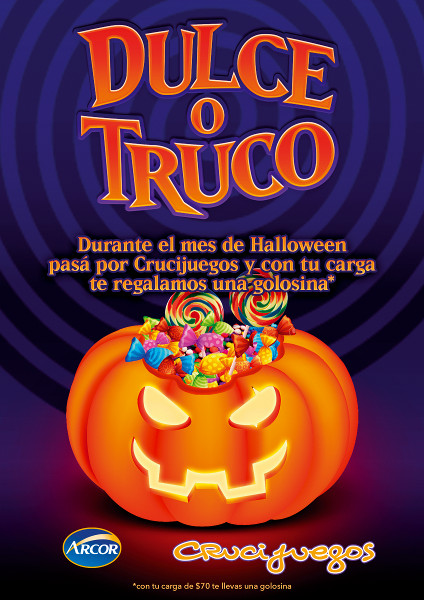 DULCE
O
TRUCO
Durante el mes de Halloween
pasá por Crucijuegos y con tu carga
te regalamos una golosina*
ARCOR
crucijuegos
*con tu carga de $70 te llevas una golosina